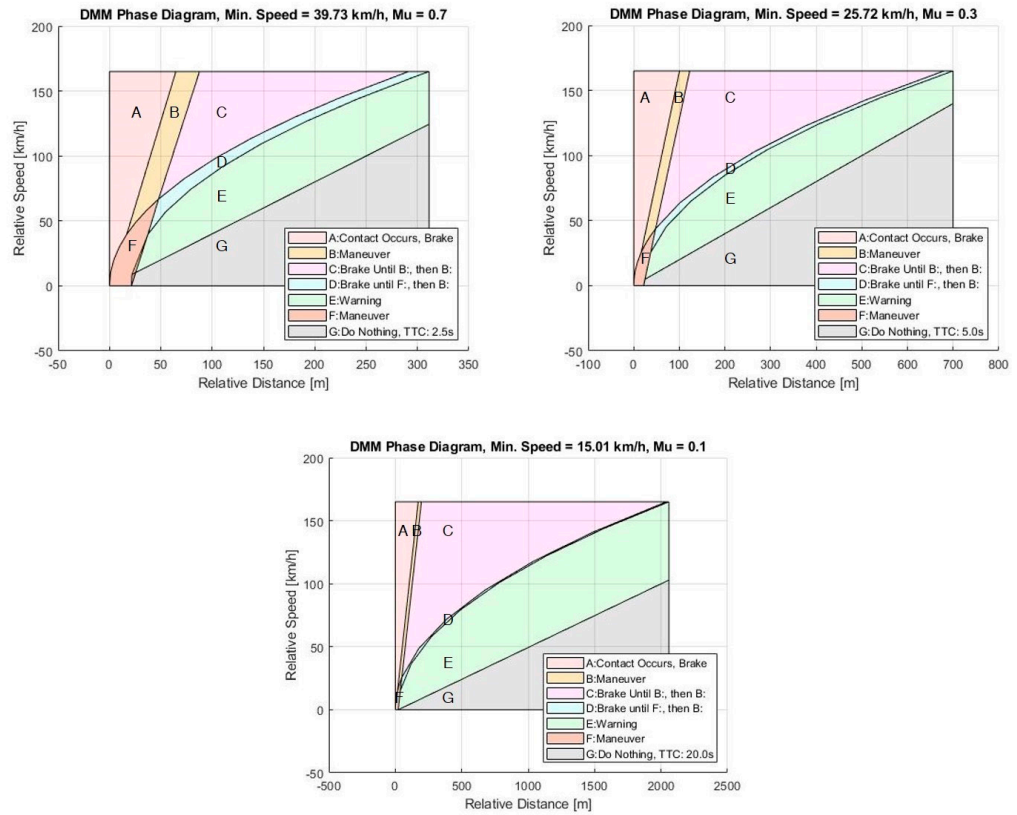 DMM Phase Diagram, Min. Speed = 39.73 km/h, Mu = 0.7
200
150
100
50
0
-50
Relative Speed [km/h]
A
B
C
D
E
F
G
A:Contact Occurs, Brake
B:Maneuver
C:Brake Until B:, then B:
D:Brake until F:, then B:
E:Warning
F:Maneuver
G:Do Nothing, TTC: 2.5s
-50 0 50 100 150 200 250 300 350
Relative Distance [m]
DMM Phase Diagram, Min. Speed = 25.72 km/h, Mu = 0.3
200
150
100
50
0
-50
Relative Speed [km/h]
A
B
C
D
E
F
G
A:Contact Occurs, Brake
B:Maneuver
C:Brake Until B:, then B:
D:Brake until F:, then B:
E:Warning
F:Maneuver
G:Do Nothing, TTC: 5.0s
-100 0 100 200 300 400 500 600 700 800
Relative Distance [m]
DMM Phase Diagram, Min. Speed = 15.01 km/h, Mu = 0.1
200
150
100
50
0
-50
Relative Speed [km/h]
A
B
C
D
E
F
G
A:Contact Occurs, Brake
B:Maneuver
C:Brake Until B:, then B:
D:Brake until F:, then B:
E:Warning
F:Maneuver
G:Do Nothing, TTC: 20.0s
-500 0 500 1000 1500 2000 2500
Relative Distance [m]